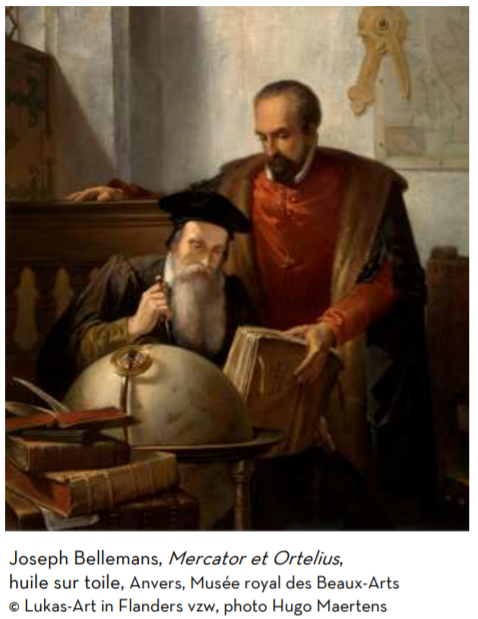 Joseph Bellemans, Mercator et Ortelius,
huile sur toile, Anvers, Musée royal des Beaux-Arts
© Lukas-Art in Flanders vzw, photo Hugo Maertens